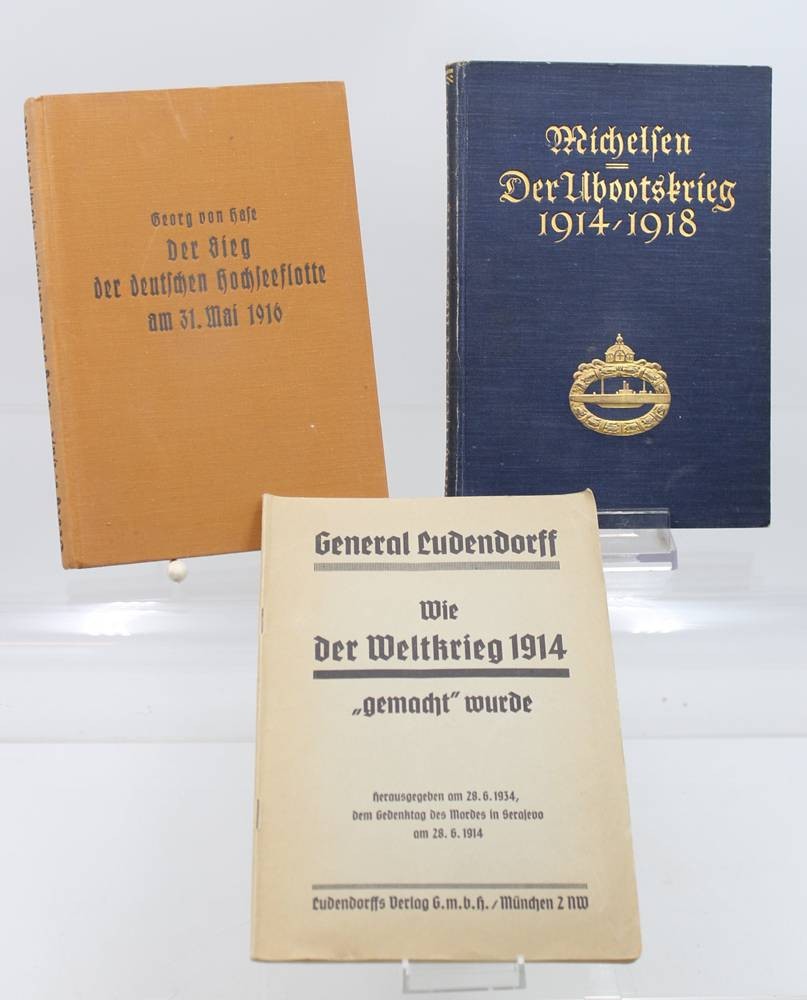 Georg von Hase
Der Sieg
der deutschen Hochseeflotte
am 31. Mai 1916
Michelsen
Der Ubootskrieg
1914-1918
General Ludendorff
Wie
der Weltkrieg 1914
„gemacht“ wurde
Herausgegeben am 28. 6. 1934,
dem Gedenktag des Mordes in Serajevo
am 28. 6. 1914
Ludendorffs Verlag G.m.b.H./München 2 NW